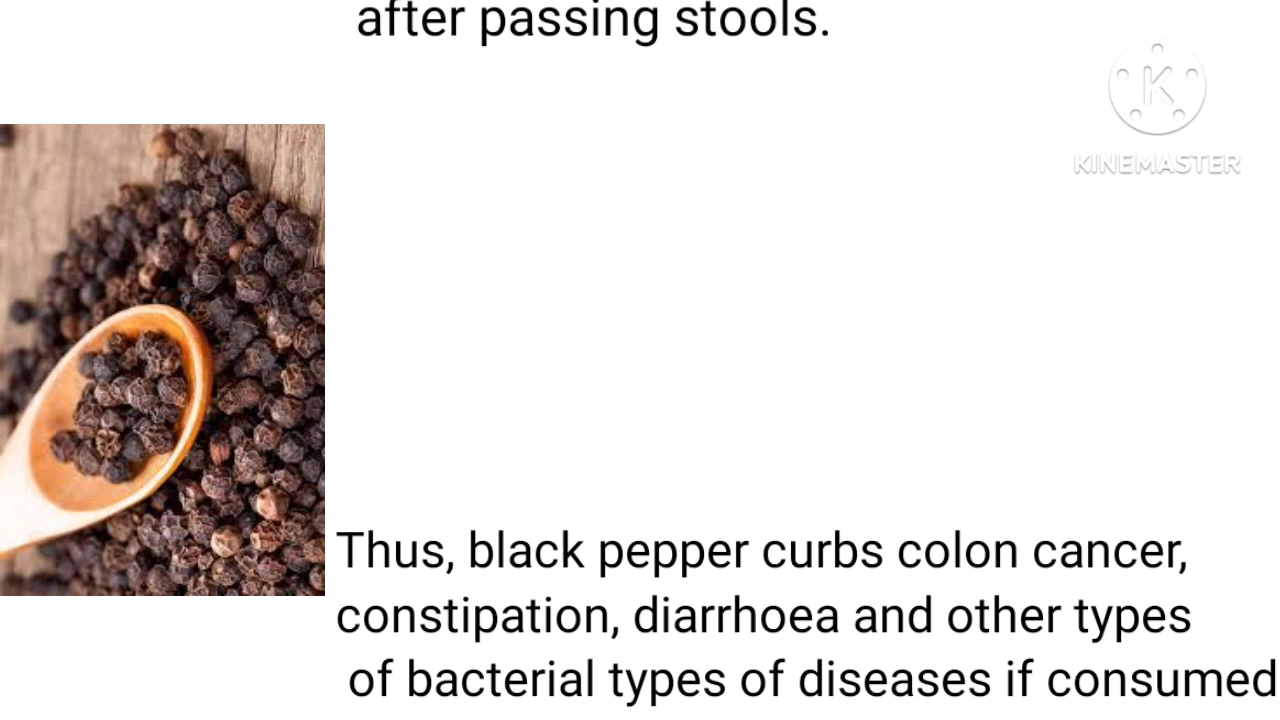 after passing stools.
KINEMASTER
Thus, black pepper curbs colon cancer,
constipation, diarrhoea and other types
of bacterial types of diseases if consumed